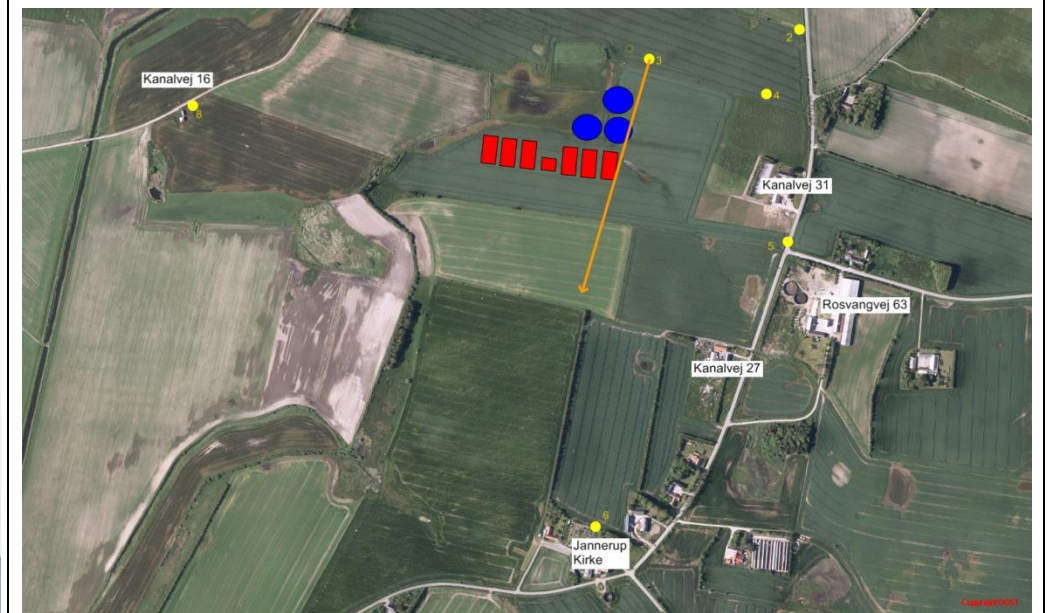 2
3
Kanalvej 16
4
8
Kanalvej 31
5
Rosvangvej 63
Kanalvej 27
6
Jannerup
Kirke